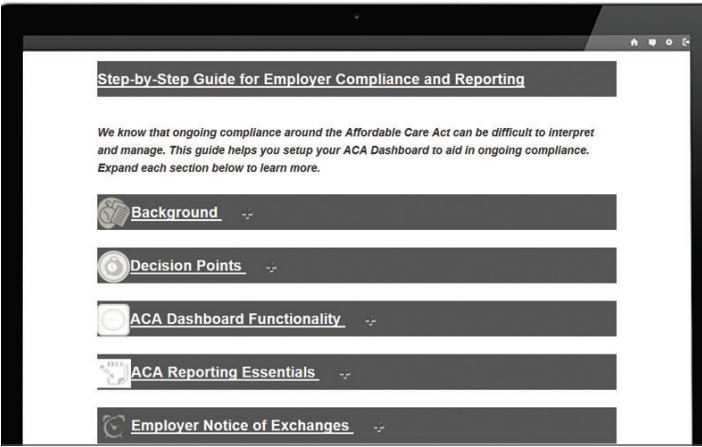 Step-by-Step Guide for Employer Compliance and Reporting
We know that ongoing compliance around the Affordable Care Act can be difficult to interpret
and manage. This guide helps you setup your ACA Dashboard to aid in ongoing compliance.
Expand each section below to learn more.
Background
Decision Points
ACA Dashboard Functionality
ACA Reporting Essentials
Employer Notice of Exchanges